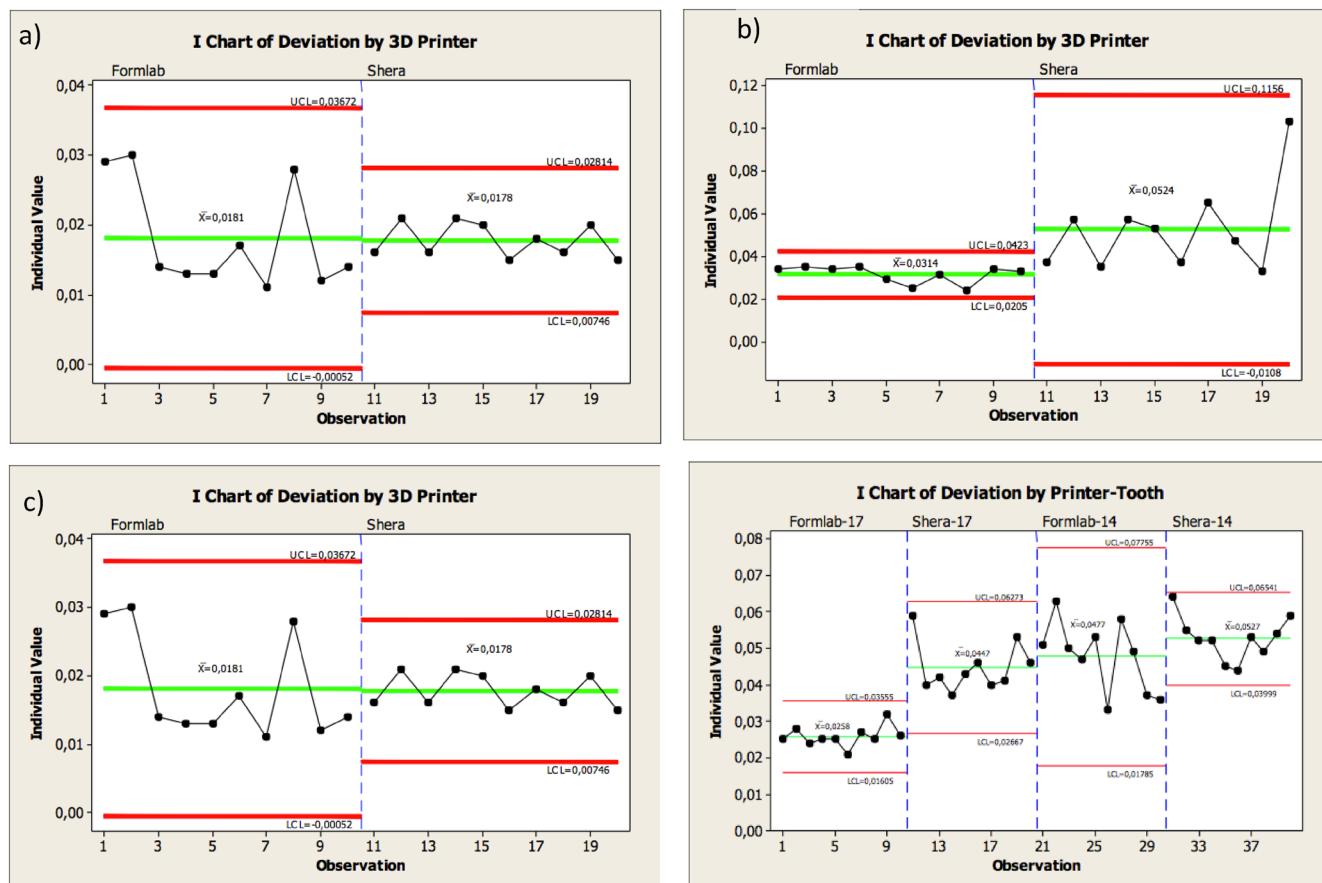 a)
I Chart of Deviation by 3D Printer
Formlab Shera
0,04
0,03
0,02
0,01
0,00
Individual Value
UCL=0,03672
X̄=0,0181
LCL=-0,00052
UCL=0,02814
X̄=0,0178
LCL=0,00746
1 3 5 7 9 11 13 15 17 19
Observation
b)
I Chart of Deviation by 3D Printer
Formlab Shera
0,12
0,10
0,08
0,06
0,04
0,02
0,00
Individual Value
UCL=0,0423
X̄=0,0314
LCL=0,0205
UCL=0,1156
X̄=0,0524
LCL=-0,0108
1 3 5 7 9 11 13 15 17 19
Observation
c)
I Chart of Deviation by 3D Printer
Formlab Shera
0,04
0,03
0,02
0,01
0,00
Individual Value
UCL=0,03672
X̄=0,0181
LCL=-0,00052
UCL=0,02814
X̄=0,0178
LCL=0,00746
1 3 5 7 9 11 13 15 17 19
Observation
I Chart of Deviation by Printer-Tooth
Formlab-17 Shera-17 Formlab-14 Shera-14
0,08
0,07
0,06
0,05
0,04
0,03
0,02
0,01
0,00
Individual Value
UCL=0,03555
X̄=0,0258
LCL=0,01605
UCL=0,06273
X̄=0,0447
LCL=0,02667
UCL=0,07755
X̄=0,0477
LCL=0,01785
UCL=0,06541
X̄=0,0527
LCL=0,03999
1 5 9 13 17 21 25 29 33 37
Observation